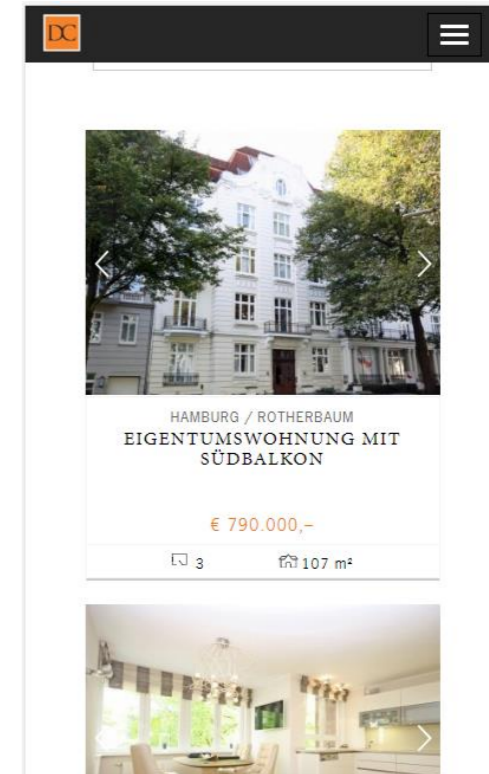 DC
HAMBURG / ROTHERBAUM
EIGENTUMSWOHNUNG MIT
SÜDBALKON
€ 790.000,–
3
107 m²